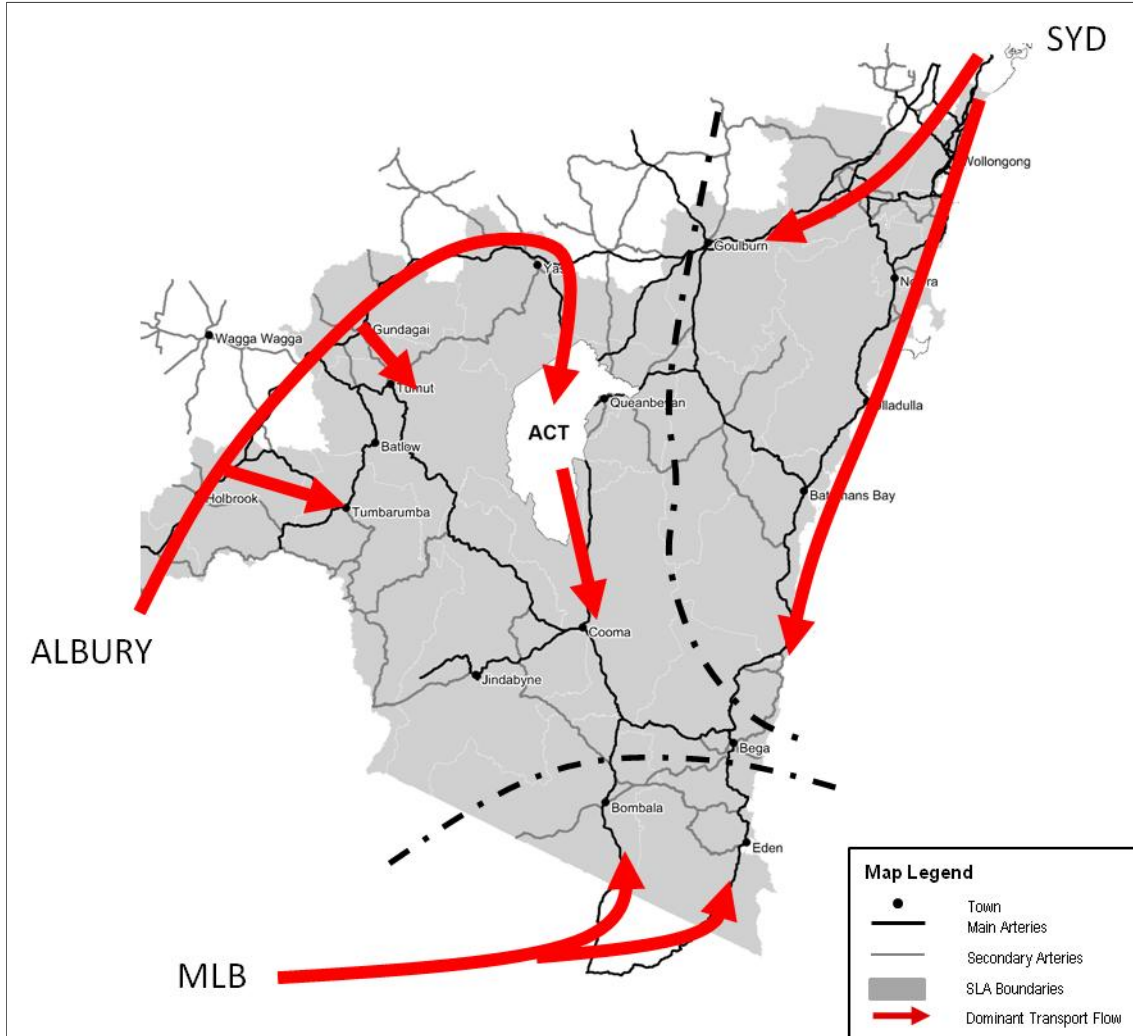 SYD
Wollongong
Goulburn
Yas
Nowra
Gundagai
Wagga Wagga
Tumut
Queanbeyan
Ulladulla
ACT
Batlow
Holbrook
Batemans Bay
Tumbarumba
Cooma
ALBURY
Jindabyne
Bega
Bombala
Eden
Map Legend
Town
Main Arteries
Secondary Arteries
SLA Boundaries
Dominant Transport Flow
MLB